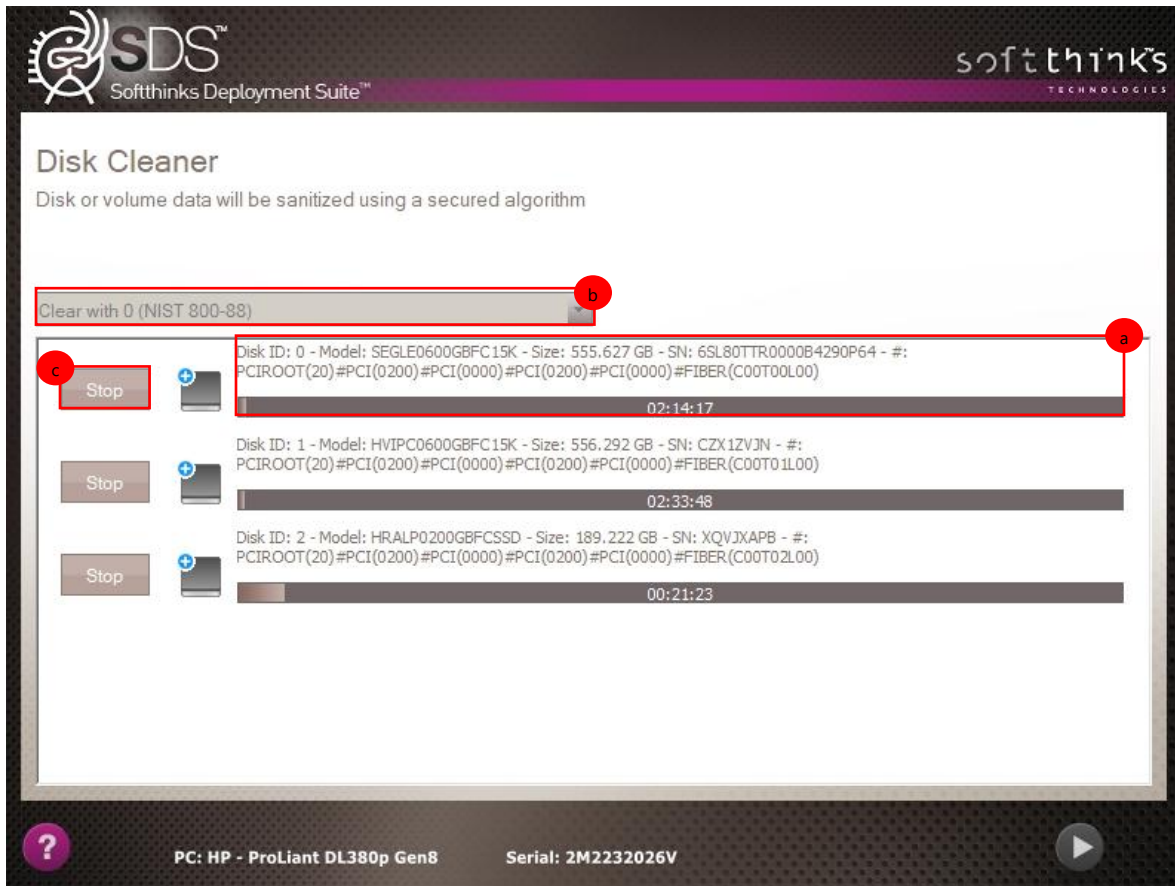 SDS™
Softthinks Deployment Suite™
softthinks
TECHNOLOGIES
Disk Cleaner
Disk or volume data will be sanitized using a secured algorithm
b
Clear with 0 (NIST 800-88)
a
c
Stop
Disk ID: 0 - Model: SEGLE0600GBFC15K - Size: 555.627 GB - SN: 6SL80TTR0000B4290P64 - #:
PCIROOT(20)#PCI(0200)#PCI(0000)#PCI(0200)#PCI(0000)#FIBER(C00T00L00)
02:14:17
Stop
Disk ID: 1 - Model: HVIPC0600GBFC15K - Size: 556.292 GB - SN: CZX1ZVJN - #:
PCIROOT(20)#PCI(0200)#PCI(0000)#PCI(0200)#PCI(0000)#FIBER(C00T01L00)
02:33:48
Stop
Disk ID: 2 - Model: HRALP0200GBFCSSD - Size: 189.222 GB - SN: XQVJXAPB - #:
PCIROOT(20)#PCI(0200)#PCI(0000)#PCI(0200)#PCI(0000)#FIBER(C00T02L00)
00:21:23
?
PC: HP - ProLiant DL380p Gen8 Serial: 2M2232026V